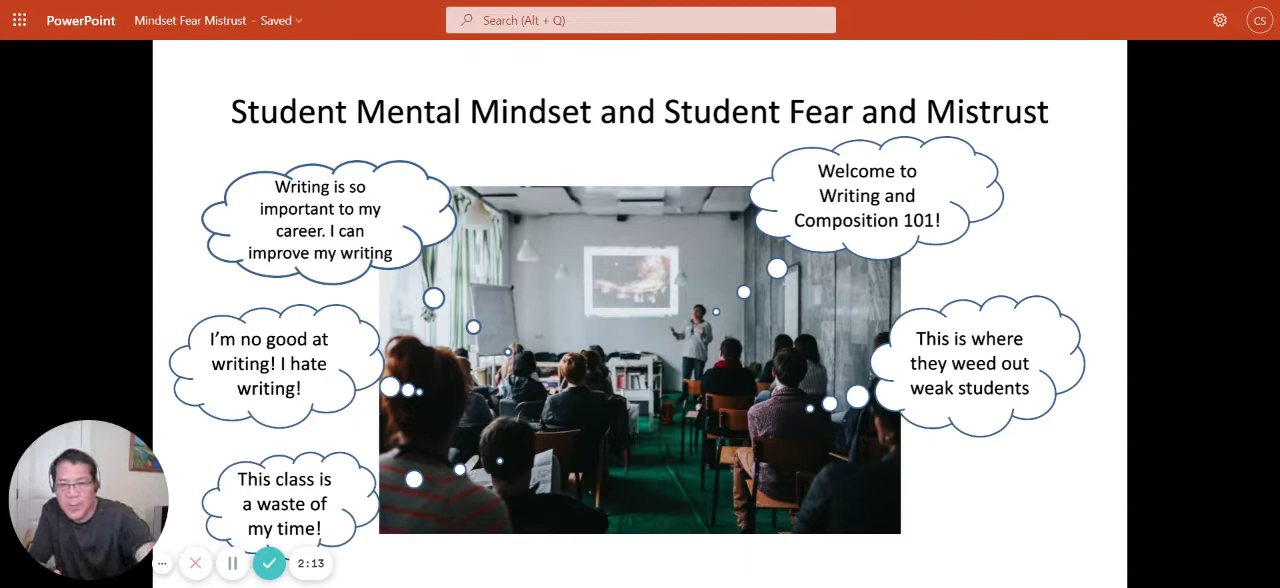 PowerPoint Mindset Fear Mistrust - Saved Search (Alt + Q) CS
Student Mental Mindset and Student Fear and Mistrust
Writing is so
important to my
career. I can
improve my writing
Welcome to
Writing and
Composition 101!
I'm no good at
writing! I hate
writing!
This is where
they weed out
weak students
This class is
a waste of
my time!
2:13